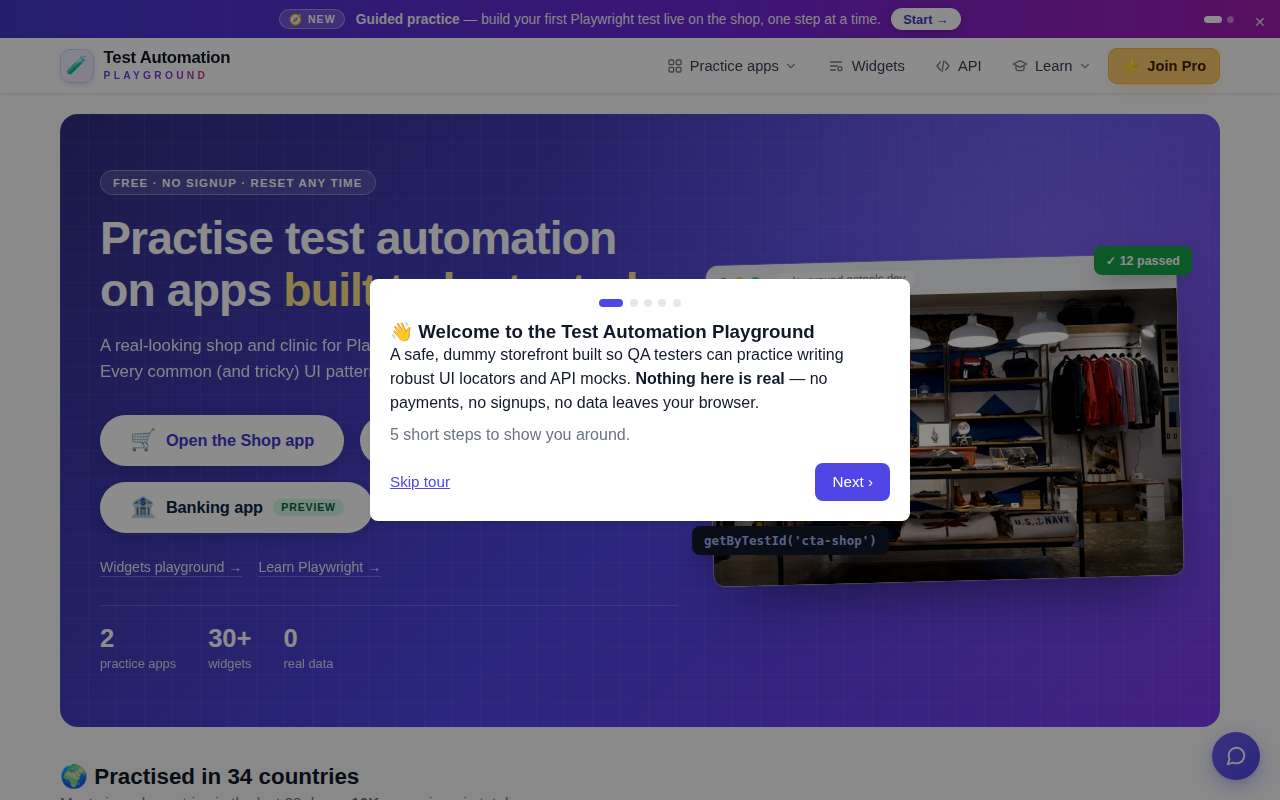 🧭 NEW Guided practice — build your first Playwright test live on the shop, one step at a time. Start →
Test Automation
PLAYGROUND
Practice apps
Widgets
API
Learn
⭐ Join Pro
FREE · NO SIGNUP · RESET ANY TIME
Practise test automation
on apps built
A real-looking shop and clinic for
Every common (and tricky) UI
✓ 12 passed
👋 Welcome to the Test Automation Playground
A safe, dummy storefront built so QA testers can practice writing
robust UI locators and API mocks. Nothing here is real — no
payments, no signups, no data leaves your browser.
5 short steps to show you around.
Skip tour
Next ›
🛒 Open the Shop app
🏦 Banking app PREVIEW
getByTestId('cta-shop')
U.S. NAVY
Widgets playground →
Learn Playwright →
2
practice apps
30+
widgets
0
real data
🌍 Practised in 34 countries